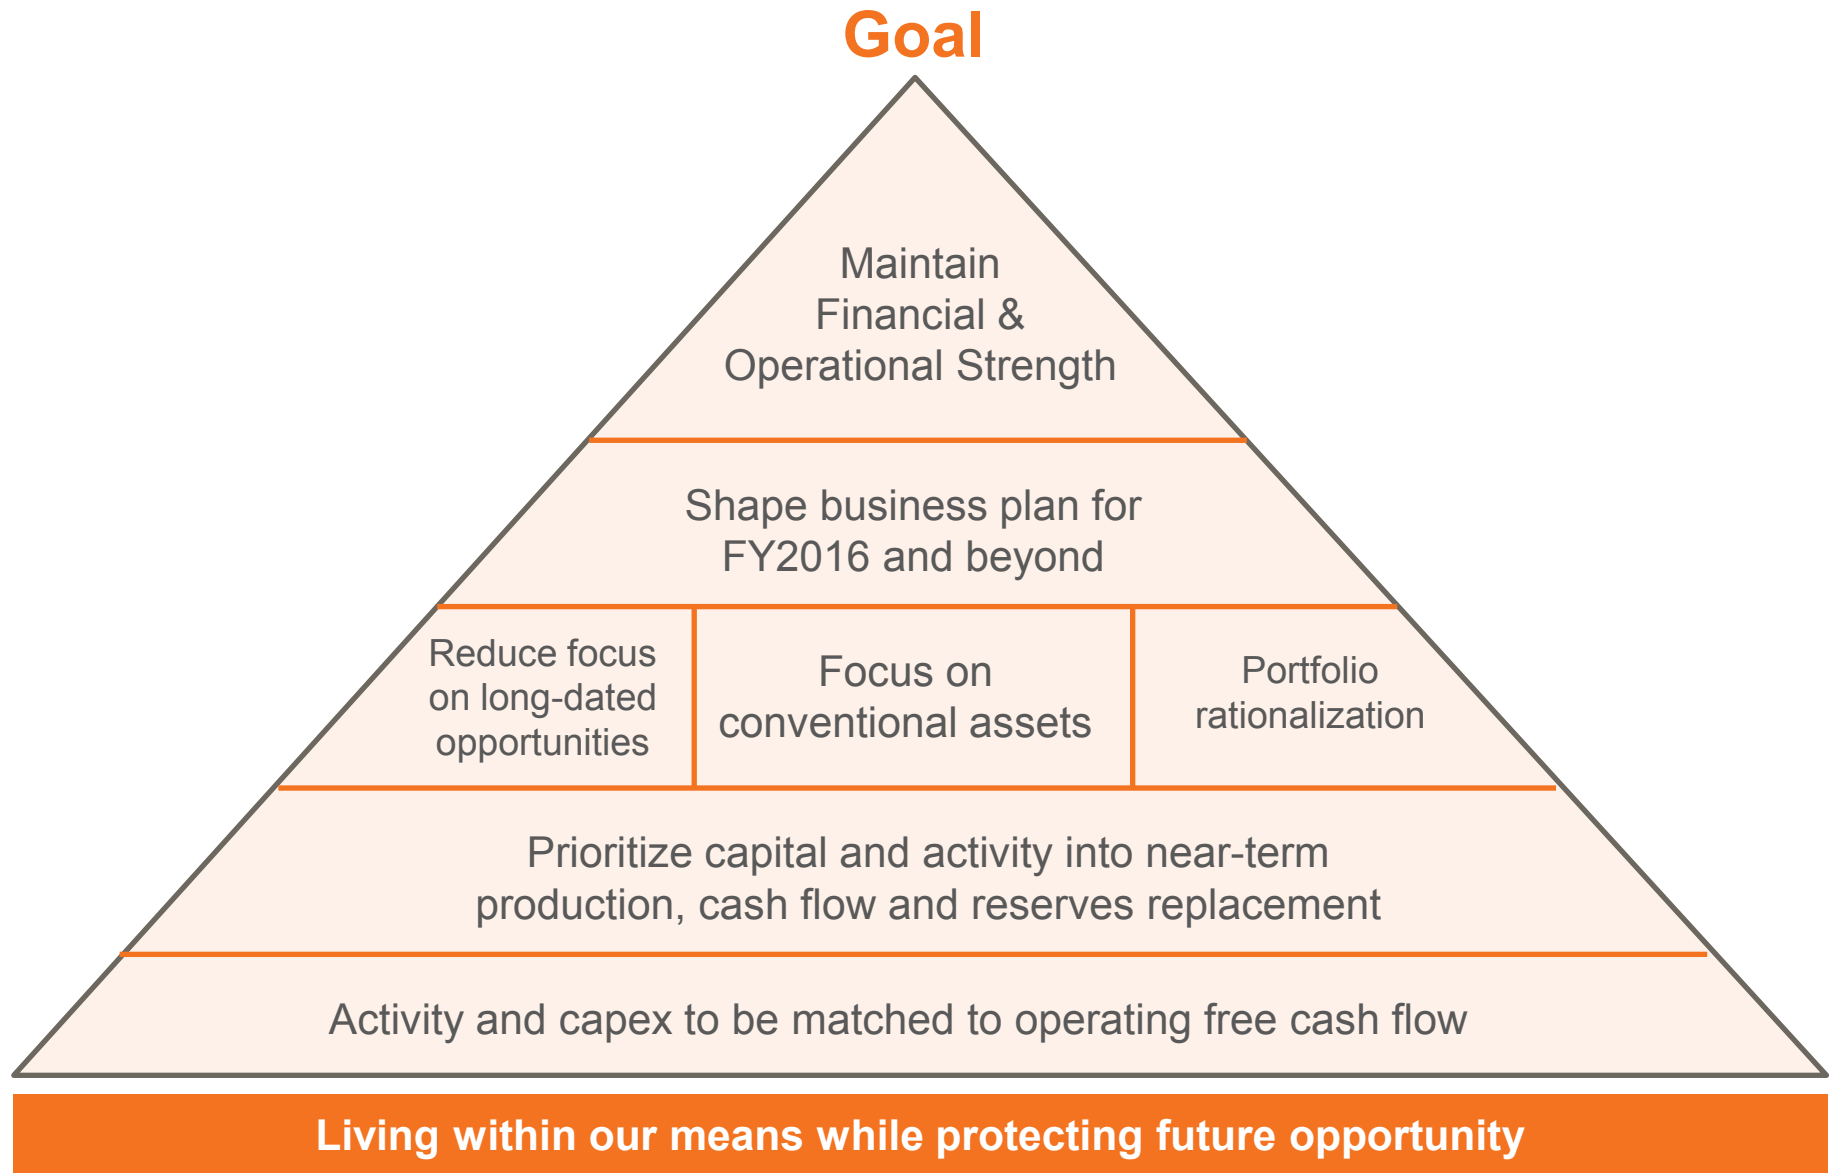 Goal
Maintain
Financial &
Operational Strength
Shape business plan for
FY2016 and beyond
Reduce focus
on long-dated
opportunities
Focus on
conventional assets
Portfolio
rationalization
Prioritize capital and activity into near-term
production, cash flow and reserves replacement
Activity and capex to be matched to operating free cash flow
Living within our means while protecting future opportunity